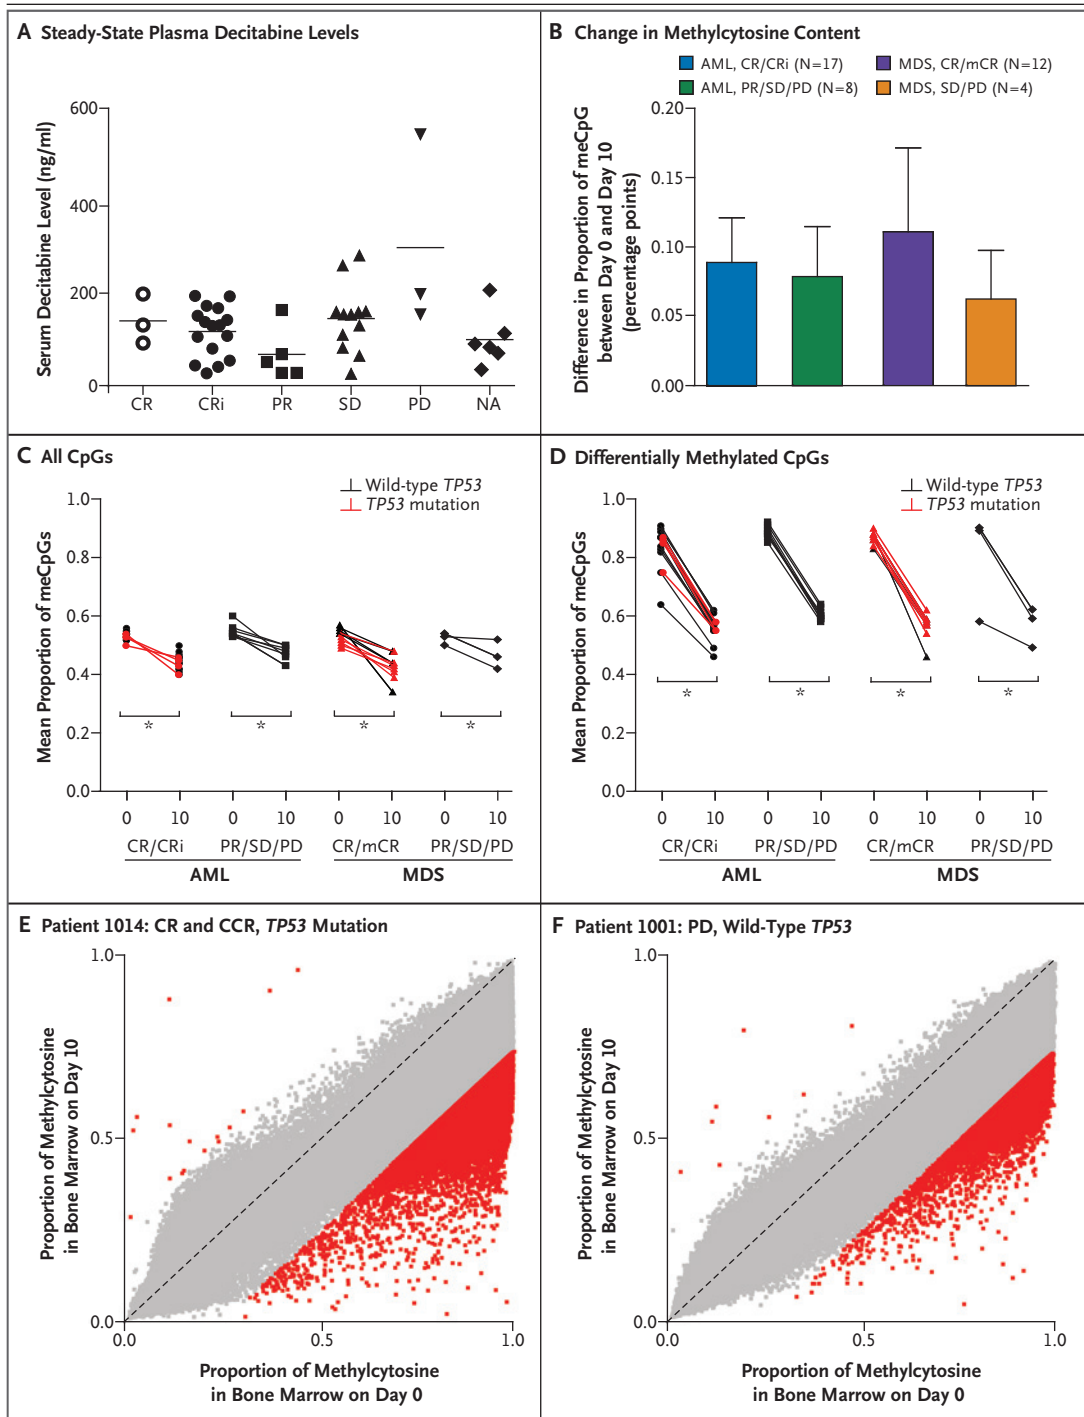 A Steady-State Plasma Decitabine Levels
Serum Decitabine Level (ng/ml)
600
400
200
0
CR CRi PR SD PD NA
B Change in Methylcytosine Content
AML, CR/CRi (N=17) MDS, CR/mCR (N=12)
AML, PR/SD/PD (N=8) MDS, SD/PD (N=4)
Difference in Proportion of meCpG
between Day 0 and Day 10
(percentage points)
0.20
0.15
0.10
0.05
0.00
C All CpGs
Wild-type TP53
TP53 mutation
Mean Proportion of meCpGs
1.0
0.8
0.6
0.4
0.2
0.0
* * * *
0 10 0 10 0 10 0 10
CR/CRi PR/SD/PD CR/mCR PR/SD/PD
AML MDS
D Differentially Methylated CpGs
Wild-type TP53
TP53 mutation
Mean Proportion of meCpGs
1.0
0.8
0.6
0.4
0.2
0.0
* * * *
0 10 0 10 0 10 0 10
CR/CRi PR/SD/PD CR/mCR PR/SD/PD
AML MDS
E Patient 1014: CR and CCR, TP53 Mutation
Proportion of Methylcytosine
in Bone Marrow on Day 10
1.0
0.5
0.0
0.0 0.5 1.0
Proportion of Methylcytosine
in Bone Marrow on Day 0
F Patient 1001: PD, Wild-Type TP53
Proportion of Methylcytosine
in Bone Marrow on Day 10
1.0
0.5
0.0
0.0 0.5 1.0
Proportion of Methylcytosine
in Bone Marrow on Day 0